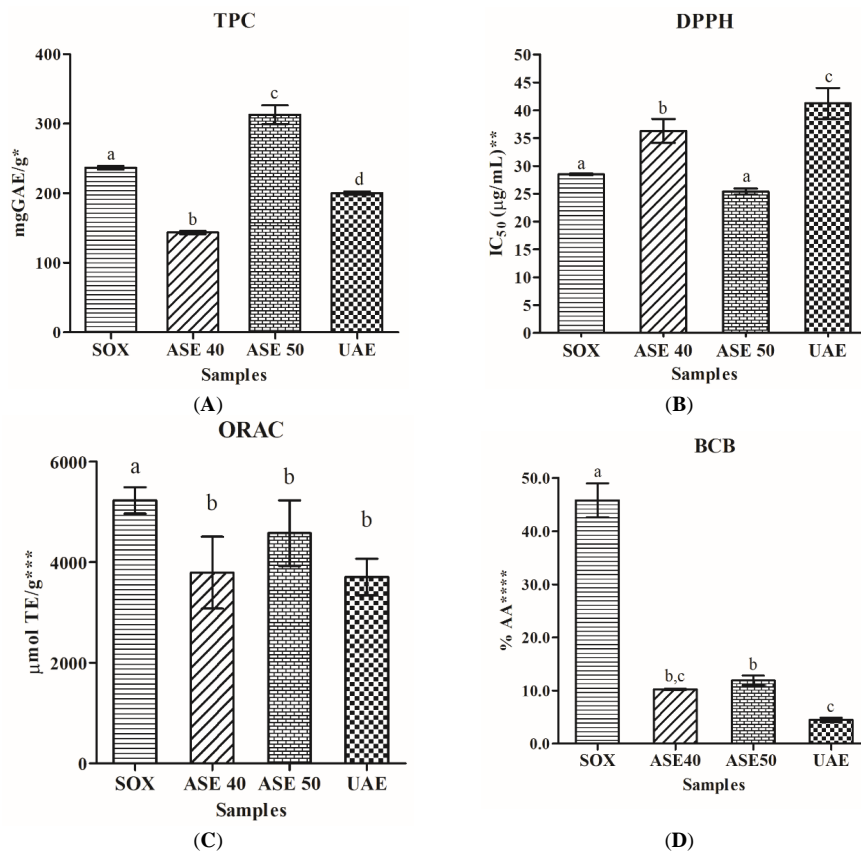 TPC
400
300
200
100
0
mgGAE/g*
a
b
c
d
SOX ASE 40 ASE 50 UAE
Samples
(A)
DPPH
50
45
40
35
30
25
20
15
10
5
0
IC50 (µg/mL)**
a
b
a
c
SOX ASE 40 ASE 50 UAE
Samples
(B)
ORAC
6000
4000
2000
0
µmol TE/g***
a
b
b
b
SOX ASE 40 ASE 50 UAE
Samples
(C)
BCB
50.0
40.0
30.0
20.0
10.0
0.0
% AA****
a
b,c
b
c
SOX ASE40 ASE50 UAE
Samples
(D)